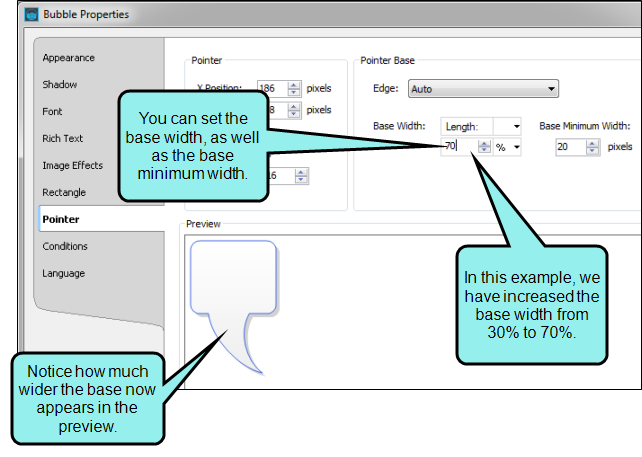 Bubble Properties
Appearance
Shadow
Font
Rich Text
Image Effects
Rectangle
Pointer
Conditions
Language
Pointer
X Position: 186 pixels
8 pixels
16
Pointer Base
Edge: Auto
Base Width: Length: Base Minimum Width:
70 % 20 pixels
Preview
You can set the
base width, as well
as the base
minimum width.
In this example, we
have increased the
base width from
30% to 70%.
Notice how much
wider the base now
appears in the
preview.